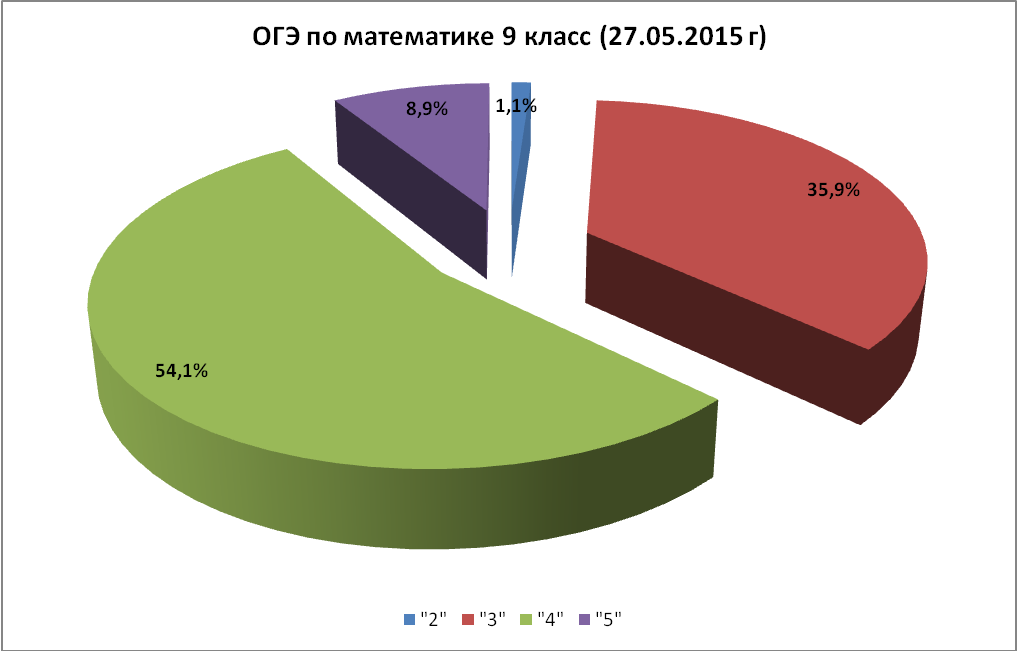 ОГЭ по математике 9 класс (27.05.2015 г)
8,9%
1,1%
35,9%
54,1%
"2" "3" "4" "5"